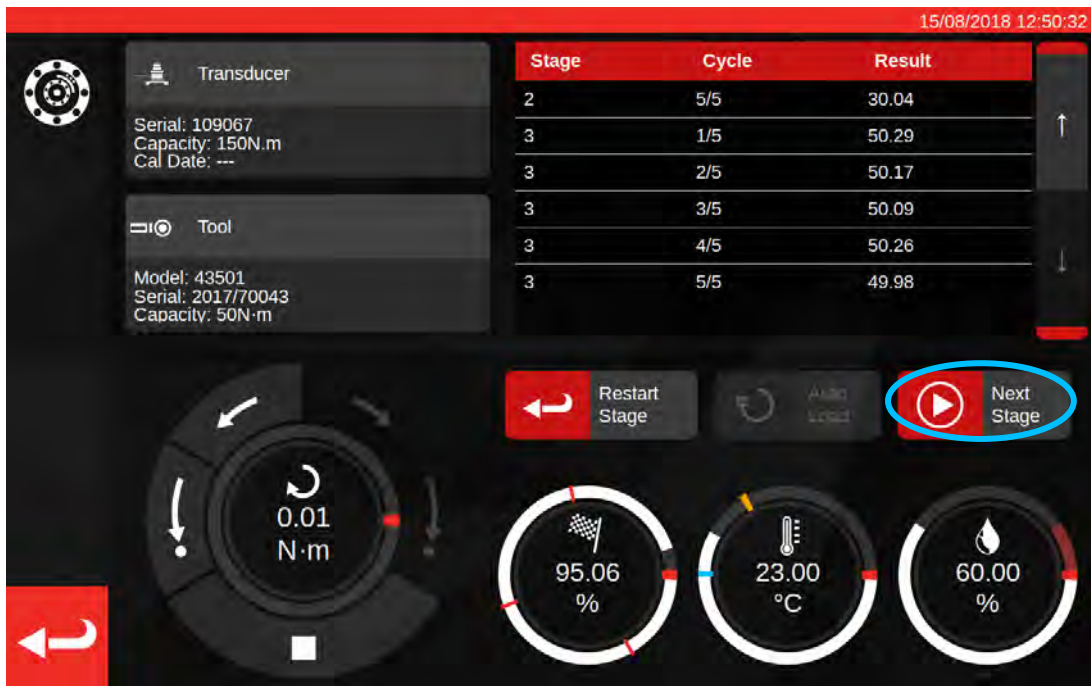 15/08/2018 12:50:32
Transducer
Serial: 109067
Capacity: 150N.m
Cal Date: ---
Tool
Model: 43501
Serial: 2017/70043
Capacity: 50N·m
Stage Cycle Result
2 5/5 30.04
3 1/5 50.29
3 2/5 50.17
3 3/5 50.09
3 4/5 50.26
3 5/5 49.98
Restart
Stage
Auto
Load
Next
Stage
0.01
N·m
95.06
%
23.00
°C
60.00
%